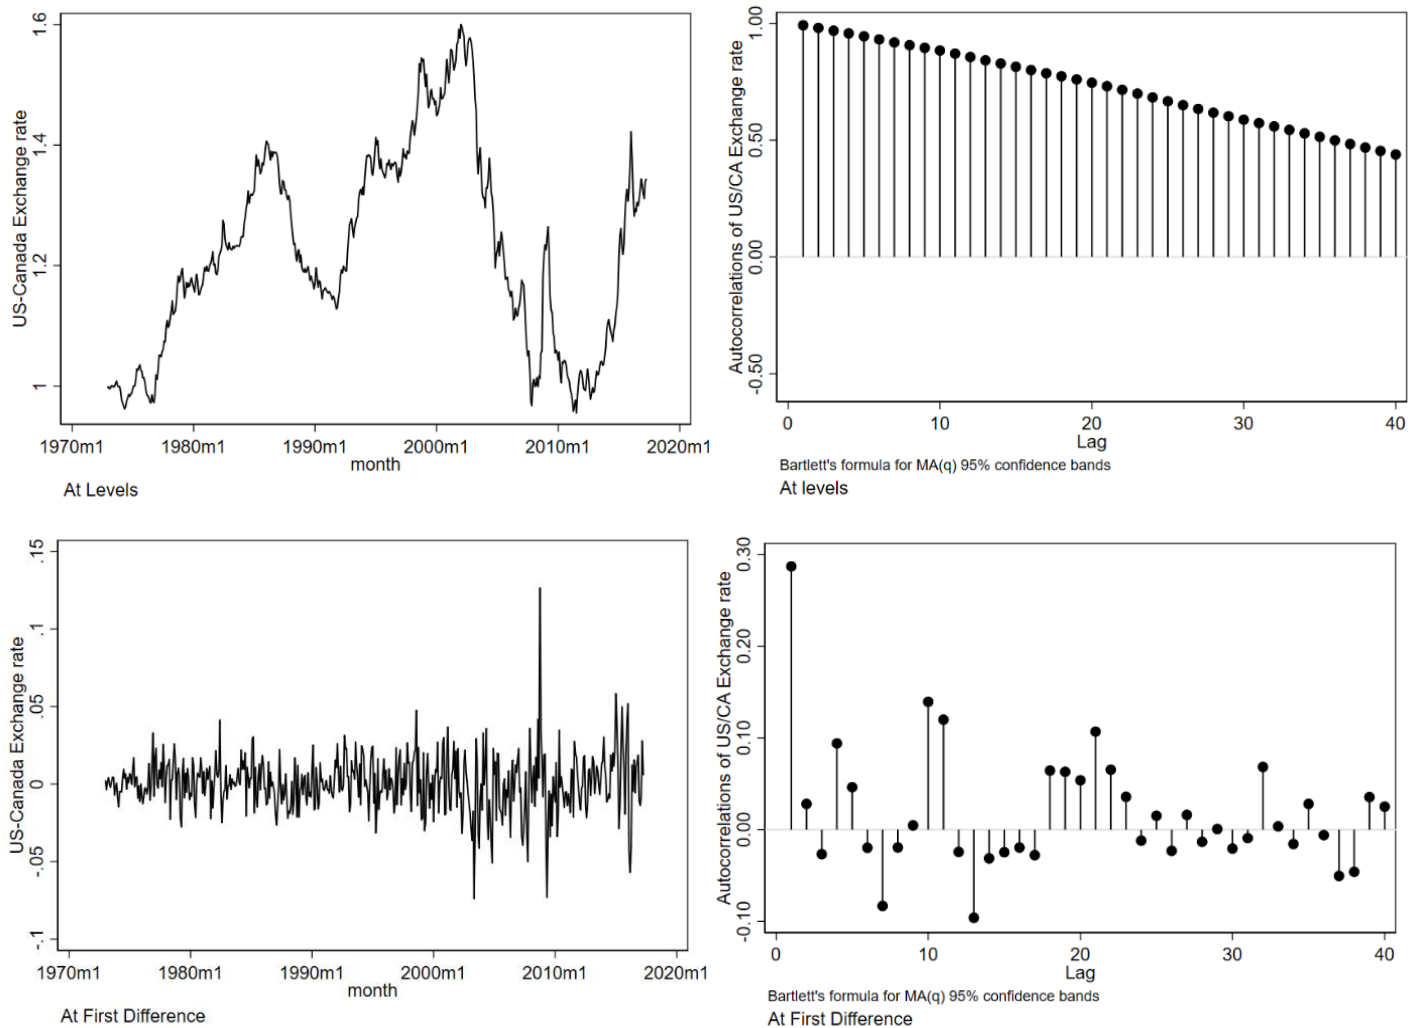 US-Canada Exchange rate
1.6
1.4
1.2
1
1970m1 1980m1 1990m1 2000m1 2010m1 2020m1
month
At Levels
Autocorrelations of US/CA Exchange rate
1.00
0.50
0.00
-0.50
0 10 20 30 40
Lag
Bartlett's formula for MA(q) 95% confidence bands
At levels
US-Canada Exchange rate
.15
.1
.05
0
-.05
-.1
1970m1 1980m1 1990m1 2000m1 2010m1 2020m1
month
At First Difference
Autocorrelations of US/CA Exchange rate
0.30
0.20
0.10
0.00
-0.10
0 10 20 30 40
Lag
Bartlett's formula for MA(q) 95% confidence bands
At First Difference